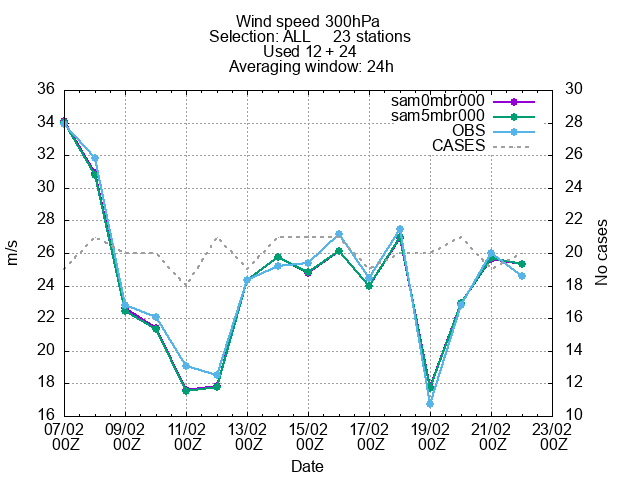 Wind speed 300hPa
Selection: ALL 23 stations
Used 12 + 24
Averaging window: 24h
sam0mbr000
sam5mbr000
OBS
CASES
m/s
36
34
32
30
28
26
24
22
20
18
16
No cases
30
28
26
24
22
20
18
16
14
12
10
07/02 09/02 11/02 13/02 15/02 17/02 19/02 21/02 23/02
00Z 00Z 00Z 00Z 00Z 00Z 00Z 00Z 00Z
Date